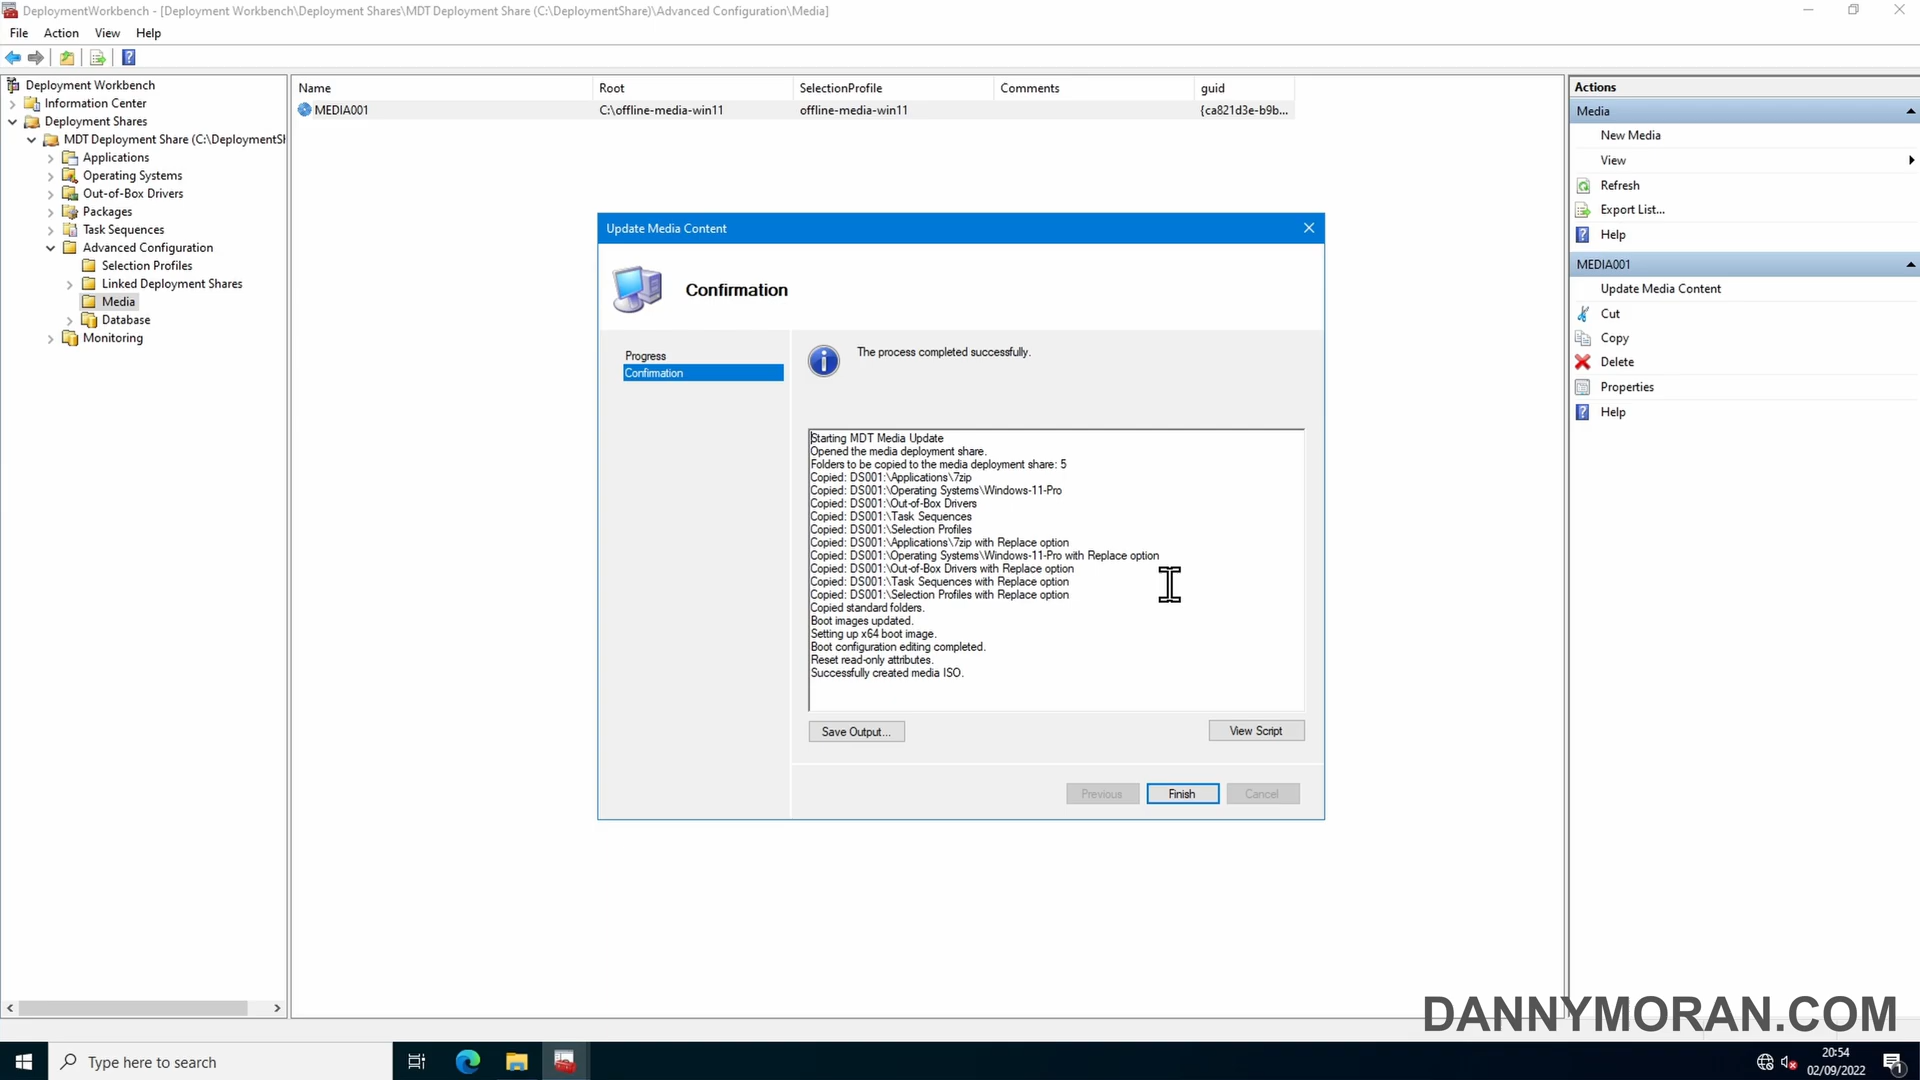 DeploymentWorkbench - [Deployment Workbench\Deployment Shares\MDT Deployment Share (C:\DeploymentShare)\Advanced Configuration\Media]
File Action View Help
Deployment Workbench
Information Center
Deployment Shares
MDT Deployment Share (C:\DeploymentSh
Applications
Operating Systems
Out-of-Box Drivers
Packages
Task Sequences
Advanced Configuration
Selection Profiles
Linked Deployment Shares
Media
Database
Monitoring
Name Root SelectionProfile Comments guid
MEDIA001 C:\offline-media-win11 offline-media-win11 {ca821d3e-b9b...
Update Media Content
Confirmation
Progress
Confirmation
The process completed successfully.
Starting MDT Media Update
Opened the media deployment share.
Folders to be copied to the media deployment share: 5
Copied: DS001:\Applications\7zip
Copied: DS001:\Operating Systems\Windows-11-Pro
Copied: DS001:\Out-of-Box Drivers
Copied: DS001:\Task Sequences
Copied: DS001:\Selection Profiles
Copied: DS001:\Applications\7zip with Replace option
Copied: DS001:\Operating Systems\Windows-11-Pro with Replace option
Copied: DS001:\Out-of-Box Drivers with Replace option
Copied: DS001:\Task Sequences with Replace option
Copied: DS001:\Selection Profiles with Replace option
Copied standard folders.
Boot images updated.
Setting up x64 boot image.
Boot configuration editing completed.
Reset read-only attributes.
Successfully created media ISO.
Save Output... View Script
Previous Finish Cancel
Actions
Media
New Media
View
Refresh
Export List...
Help
MEDIA001
Update Media Content
Cut
Copy
Delete
Properties
Help
DANNYMORAN.COM
Type here to search
20:54
02/09/2022
1